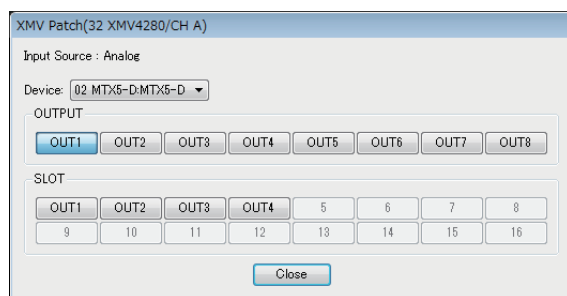 XMV Patch(32 XMV4280/CH A)
Input Source : Analog
Device: 02 MTX5-D:MTX5-D
OUTPUT
OUT1 OUT2 OUT3 OUT4 OUT5 OUT6 OUT7 OUT8
SLOT
OUT1 OUT2 OUT3 OUT4 5 6 7 8
9 10 11 12 13 14 15 16
Close